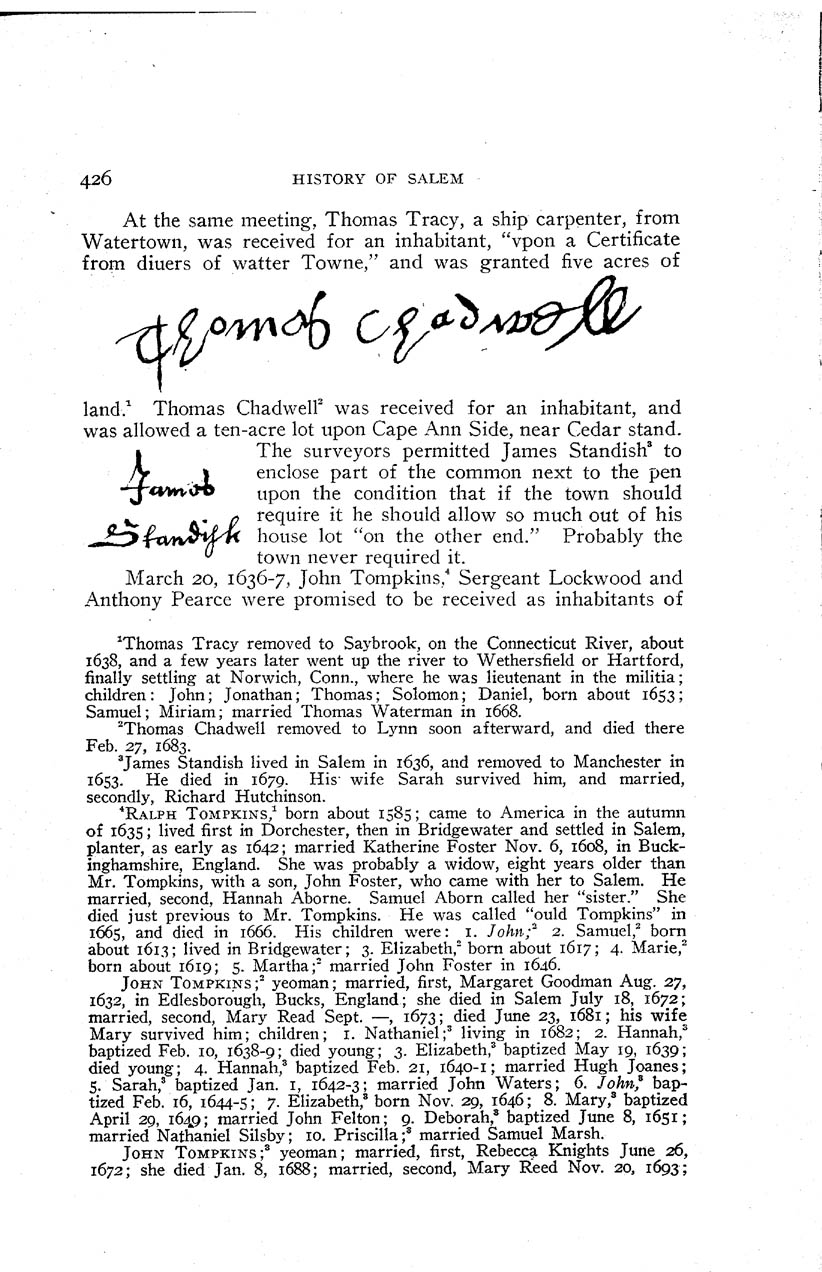 426 HISTORY OF SALEM
At the same meeting, Thomas Tracy, a ship carpenter, from
Watertown, was received for an inhabitant, “vpon a Certificate
from diuers of watter Towne,” and was granted five acres of
Thomas Chadwell
land.¹ Thomas Chadwell² was received for an inhabitant, and
was allowed a ten-acre lot upon Cape Ann Side, near Cedar stand.
The surveyors permitted James Standish³ to
enclose part of the common next to the pen
upon the condition that if the town should
require it he should allow so much out of his
house lot “on the other end.” Probably the
town never required it.
James
Standish
March 20, 1636-7, John Tompkins,⁴ Sergeant Lockwood and
Anthony Pearce were promised to be received as inhabitants of
¹Thomas Tracy removed to Saybrook, on the Connecticut River, about
1638, and a few years later went up the river to Wethersfield or Hartford,
finally settling at Norwich, Conn., where he was lieutenant in the militia;
children: John; Jonathan; Thomas; Solomon; Daniel, born about 1653;
Samuel; Miriam; married Thomas Waterman in 1668.
²Thomas Chadwell removed to Lynn soon afterward, and died there
Feb. 27, 1683.
³James Standish lived in Salem in 1636, and removed to Manchester in
1653. He died in 1679. His wife Sarah survived him, and married,
secondly, Richard Hutchinson.
⁴RALPH TOMPKINS,¹ born about 1585; came to America in the autumn
of 1635; lived first in Dorchester, then in Bridgewater and settled in Salem,
planter, as early as 1642; married Katherine Foster Nov. 6, 1608, in Buck-
inghamshire, England. She was probably a widow, eight years older than
Mr. Tompkins, with a son, John Foster, who came with her to Salem. He
married, second, Hannah Aborne. Samuel Aborn called her “sister.” She
died just previous to Mr. Tompkins. He was called “ould Tompkins” in
1665, and died in 1666. His children were: 1. John;² 2. Samuel,² born
about 1613; lived in Bridgewater; 3. Elizabeth,² born about 1617; 4. Marie,²
born about 1619; 5. Martha;² married John Foster in 1646.
JOHN TOMPKINS;² yeoman; married, first, Margaret Goodman Aug. 27,
1632, in Edlesborough, Bucks, England; she died in Salem July 18, 1672;
married, second, Mary Read Sept. —, 1673; died June 23, 1681; his wife
Mary survived him; children; 1. Nathaniel;³ living in 1682; 2. Hannah,³
baptized Feb. 10, 1638-9; died young; 3. Elizabeth,³ baptized May 19, 1639;
died young; 4. Hannah,³ baptized Feb. 21, 1640-1; married Hugh Joanes;
5. Sarah,³ baptized Jan. 1, 1642-3; married John Waters; 6. John,³ bap-
tized Feb. 16, 1644-5; 7. Elizabeth,³ born Nov. 29, 1646; 8. Mary,³ baptized
April 29, 1649; married John Felton; 9. Deborah,³ baptized June 8, 1651;
married Nathaniel Silsby; 10. Priscilla;³ married Samuel Marsh.
JOHN TOMPKINS;³ yeoman; married, first, Rebecca Knights June 26,
1672; she died Jan. 8, 1688; married, second, Mary Reed Nov. 20, 1693;